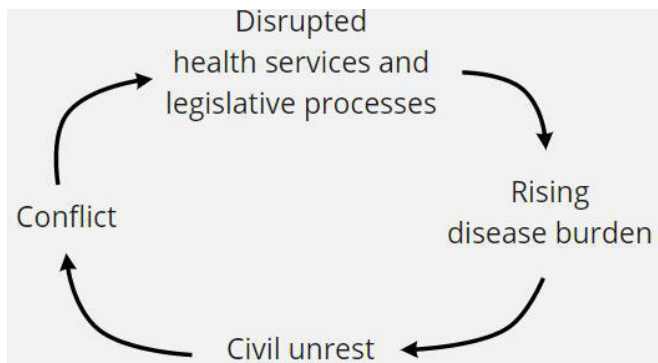 Disrupted
health services and
legislative processes
Rising
disease burden
Civil unrest
Conflict